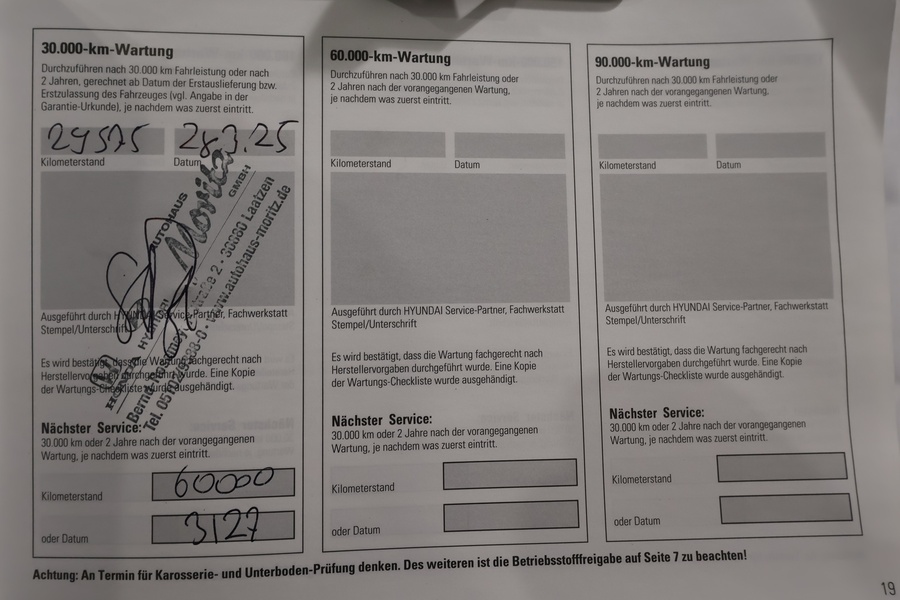 30.000-km-Wartung
Durchzuführen nach 30.000 km Fahrleistung oder nach
2 Jahren, gerechnet ab Datum der Erstauslieferung bzw.
Erstzulassung des Fahrzeuges (vgl. Angabe in der
Garantie-Urkunde), je nachdem was zuerst eintritt.
29575 28.3.25
Kilometerstand Datum
AUTOHAUS
Moritz
GMBH
HYUNDAI
2 · 30880 Laatzen
www.autohaus-moritz.de
Ausgeführt durch HYUNDAI Service-Partner, Fachwerkstatt
Stempel/Unterschrift
Es wird bestätigt, dass die Wartung fachgerecht nach
Herstellervorgaben durchgeführt wurde. Eine Kopie
der Wartungs-Checkliste wurde ausgehändigt.
Nächster Service:
30.000 km oder 2 Jahre nach der vorangegangenen
Wartung, je nachdem was zuerst eintritt.
Kilometerstand 60000
oder Datum 3/27
60.000-km-Wartung
Durchzuführen nach 30.000 km Fahrleistung oder
2 Jahren nach der vorangegangenen Wartung,
je nachdem was zuerst eintritt.
Kilometerstand Datum
Ausgeführt durch HYUNDAI Service-Partner, Fachwerkstatt
Stempel/Unterschrift
Es wird bestätigt, dass die Wartung fachgerecht nach
Herstellervorgaben durchgeführt wurde. Eine Kopie
der Wartungs-Checkliste wurde ausgehändigt.
Nächster Service:
30.000 km oder 2 Jahre nach der vorangegangenen
Wartung, je nachdem was zuerst eintritt.
Kilometerstand
oder Datum
90.000-km-Wartung
Durchzuführen nach 30.000 km Fahrleistung oder
2 Jahren nach der vorangegangenen Wartung,
je nachdem was zuerst eintritt.
Kilometerstand Datum
Ausgeführt durch HYUNDAI Service-Partner, Fachwerkstatt
Stempel/Unterschrift
Es wird bestätigt, dass die Wartung fachgerecht nach
Herstellervorgaben durchgeführt wurde. Eine Kopie
der Wartungs-Checkliste wurde ausgehändigt.
Nächster Service:
30.000 km oder 2 Jahre nach der vorangegangenen
Wartung, je nachdem was zuerst eintritt.
Kilometerstand
oder Datum
Achtung: An Termin für Karosserie- und Unterboden-Prüfung denken. Des weiteren ist die Betriebsstofffreigabe auf Seite 7 zu beachten!
19